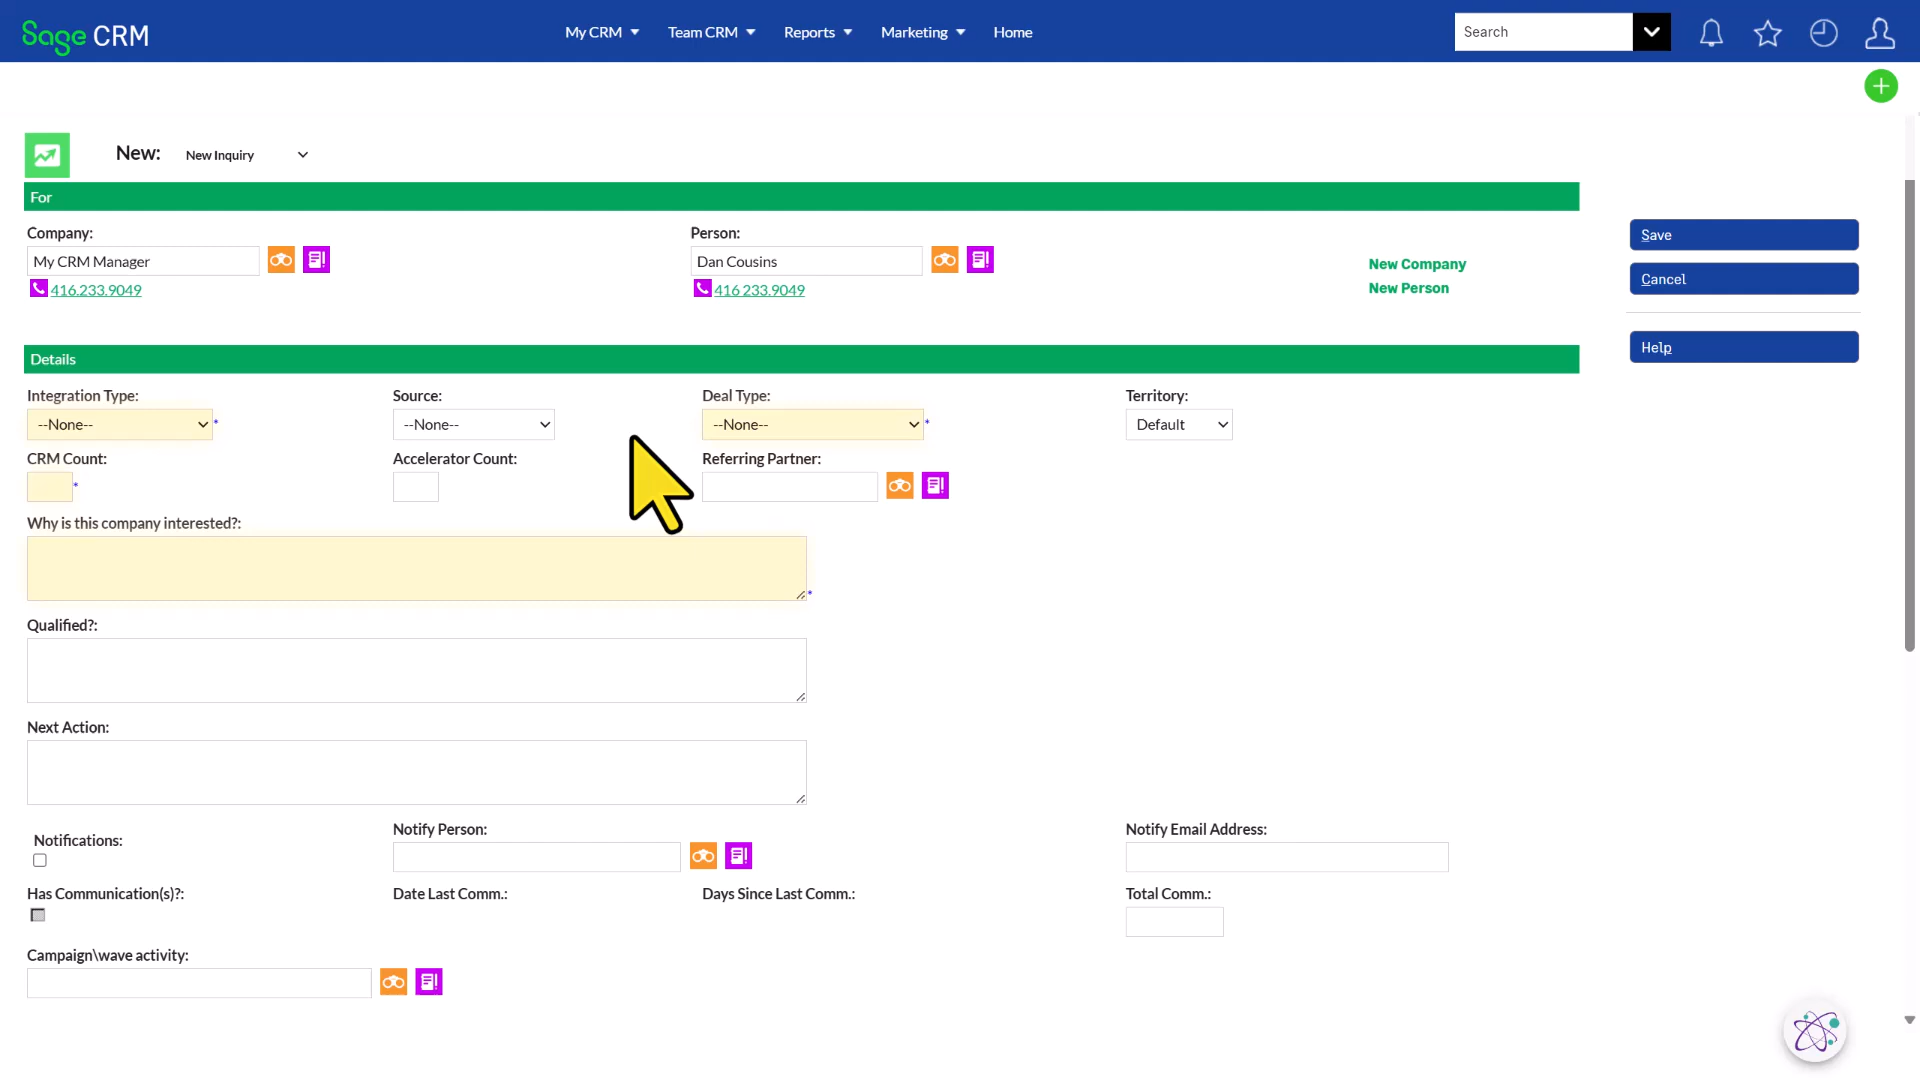 Sage CRM
My CRM
Team CRM
Reports
Marketing
Home
Search
New:
New Inquiry
For
Company:
Person:
My CRM Manager
Dan Cousins
416.233.9049
416 233.9049
New Company
New Person
Save
Cancel
Help
Details
Integration Type:
Source:
Deal Type:
Territory:
--None--
*
--None--
--None--
*
Default
CRM Count:
Accelerator Count:
Referring Partner:
*
Why is this company interested?:
*
Qualified?:
Next Action:
Notifications:
Notify Person:
Notify Email Address:
Has Communication(s)?:
Date Last Comm.:
Days Since Last Comm.:
Total Comm.:
Campaign\wave activity: